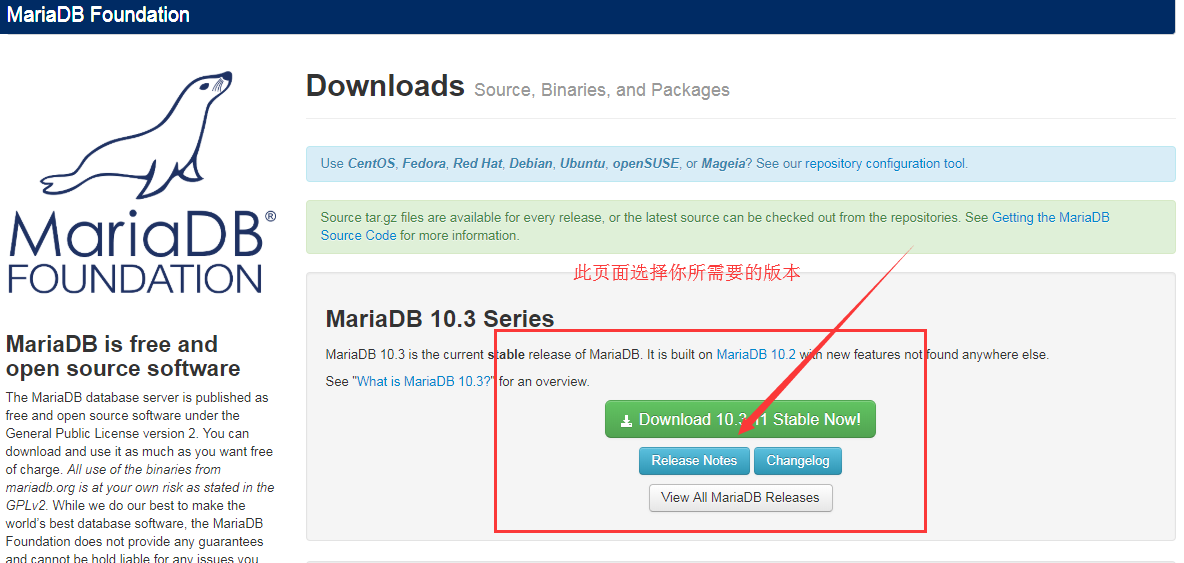 MariaDB Foundation
MariaDB®
FOUNDATION
MariaDB is free and
open source software
The MariaDB database server is published as
free and open source software under the
General Public License version 2. You can
download and use it as much as you want free
of charge. All use of the binaries from
mariadb.org is at your own risk as stated in the
GPLv2. While we do our best to make the
world's best database software, the MariaDB
Foundation does not provide any guarantees
and cannot be hold liable for any issues you
Downloads Source, Binaries, and Packages
Use CentOS, Fedora, Red Hat, Debian, Ubuntu, openSUSE, or Mageia? See our repository configuration tool.
Source tar.gz files are available for every release, or the latest source can be checked out from the repositories. See Getting the MariaDB
Source Code for more information.
此页面选择你所需要的版本
MariaDB 10.3 Series
MariaDB 10.3 is the current stable release of MariaDB. It is built on MariaDB 10.2 with new features not found anywhere else.
See "What is MariaDB 10.3?" for an overview.
Download 10.3.11 Stable Now!
Release Notes Changelog
View All MariaDB Releases